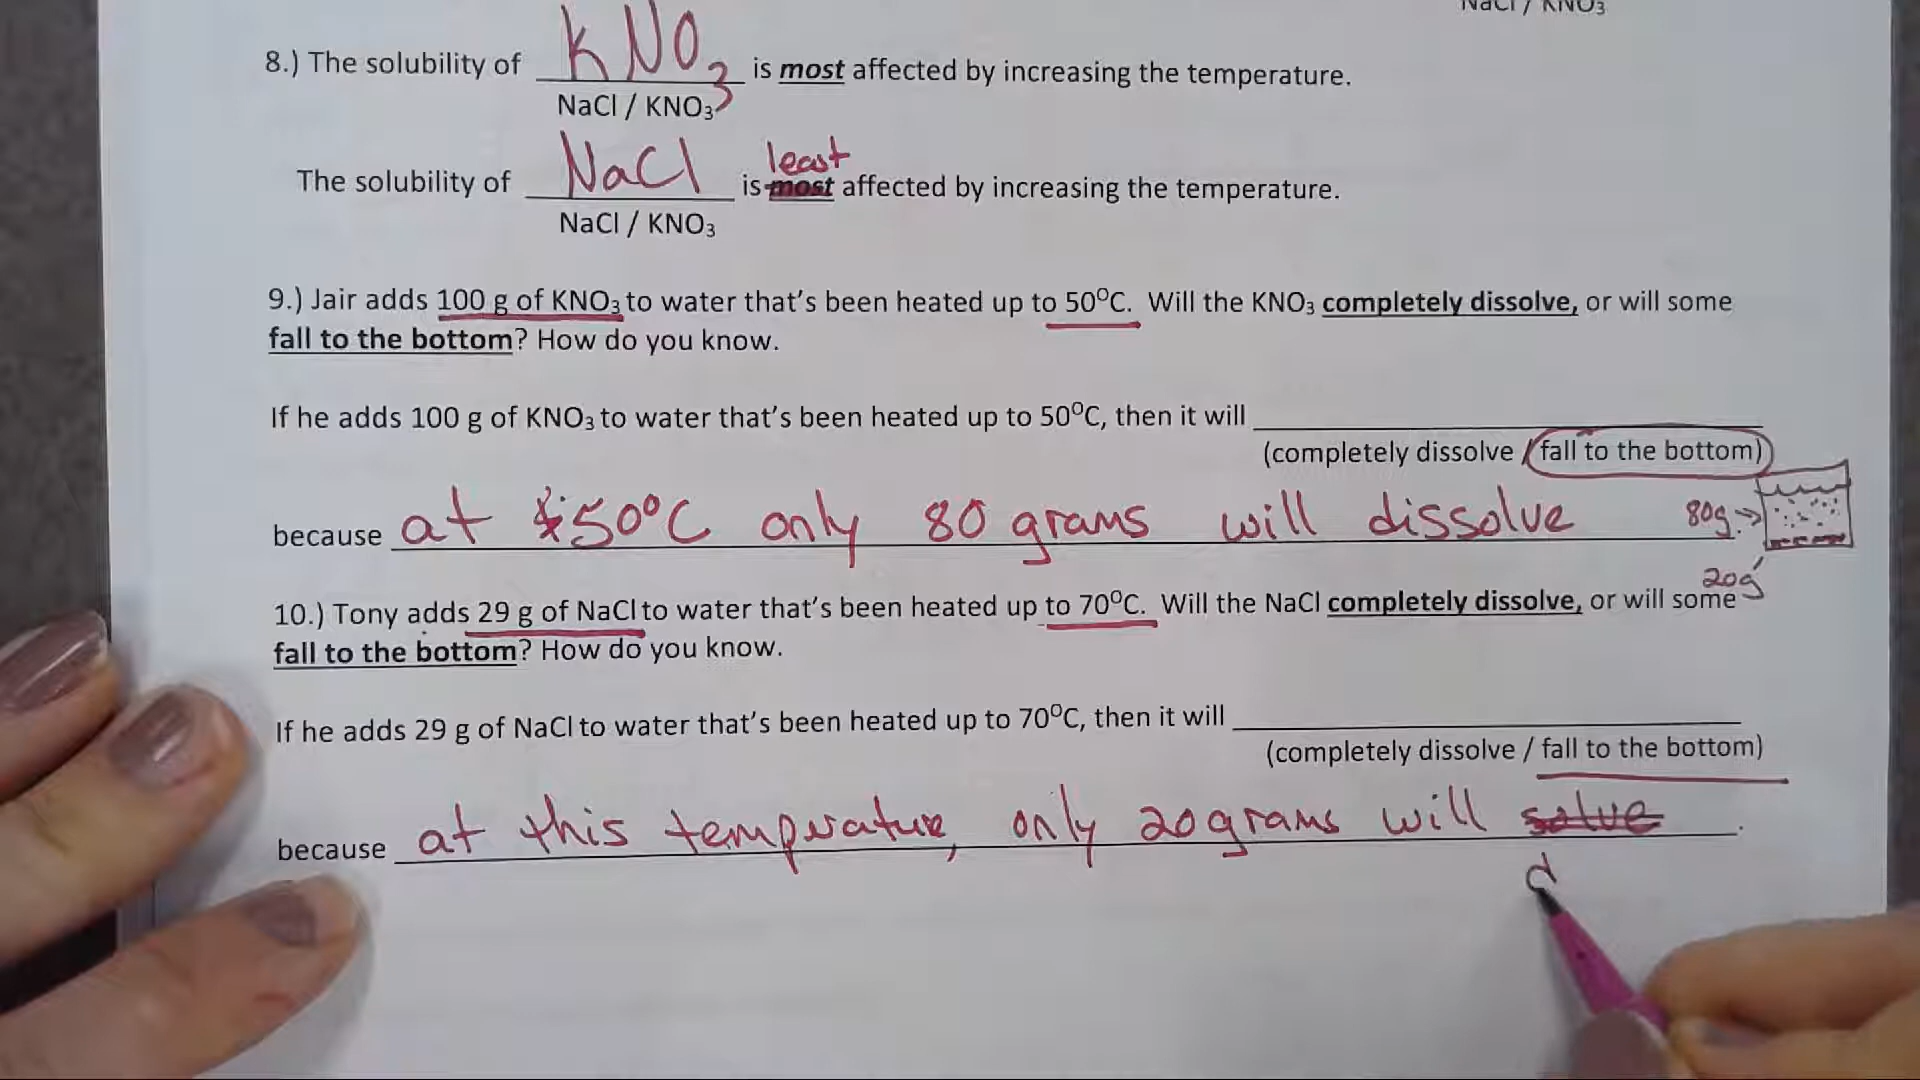 NaCl / KNO3
8.) The solubility of KNO3 is most affected by increasing the temperature.
NaCl / KNO3
least
The solubility of NaCl is most affected by increasing the temperature.
NaCl / KNO3
9.) Jair adds 100 g of KNO3 to water that's been heated up to 50⁰C. Will the KNO3 completely dissolve, or will some
fall to the bottom? How do you know.
If he adds 100 g of KNO3 to water that's been heated up to 50⁰C, then it will
(completely dissolve / fall to the bottom)
because at 50°C only 80 grams will dissolve 80g→
20g
10.) Tony adds 29 g of NaCl to water that's been heated up to 70⁰C. Will the NaCl completely dissolve, or will some
fall to the bottom? How do you know.
If he adds 29 g of NaCl to water that's been heated up to 70⁰C, then it will
(completely dissolve / fall to the bottom)
because at this temperature, only 20 grams will solve .
d